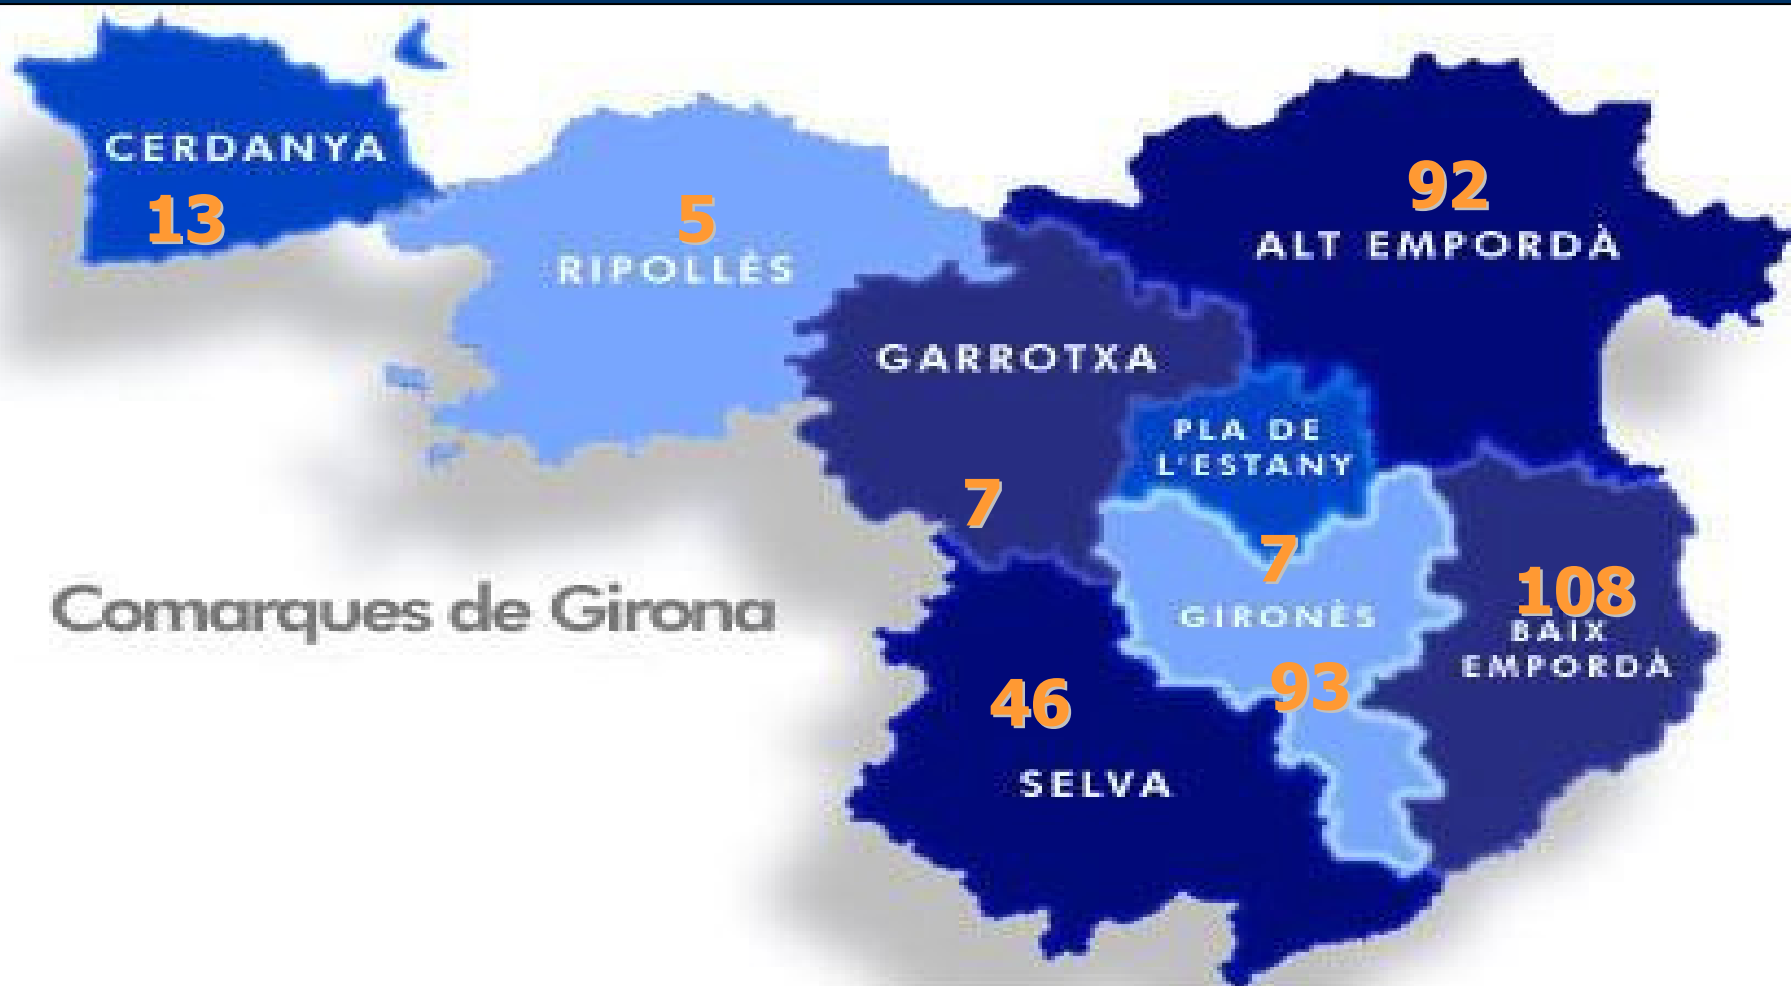 CERDANYA
13
5
RIPOLLÈS
92
ALT EMPORDÀ
GARROTXA
7
PLA DE
L'ESTANY
7
GIRONÈS
93
108
BAIX
EMPORDÀ
Comarques de Girona
46
SELVA